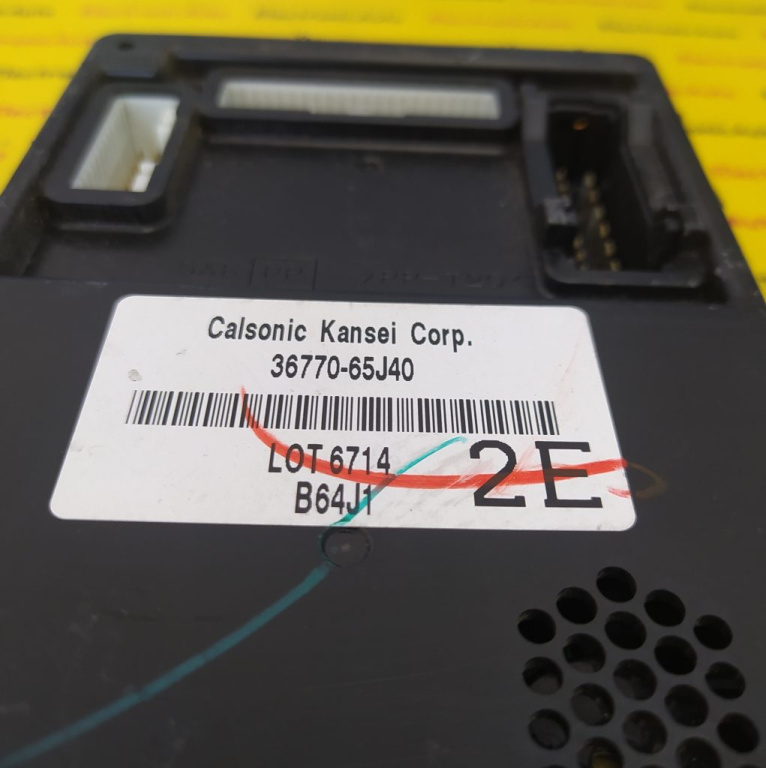 Calsonic Kansei Corp.
36770-65J40
LOT 6714
B64J1
2E